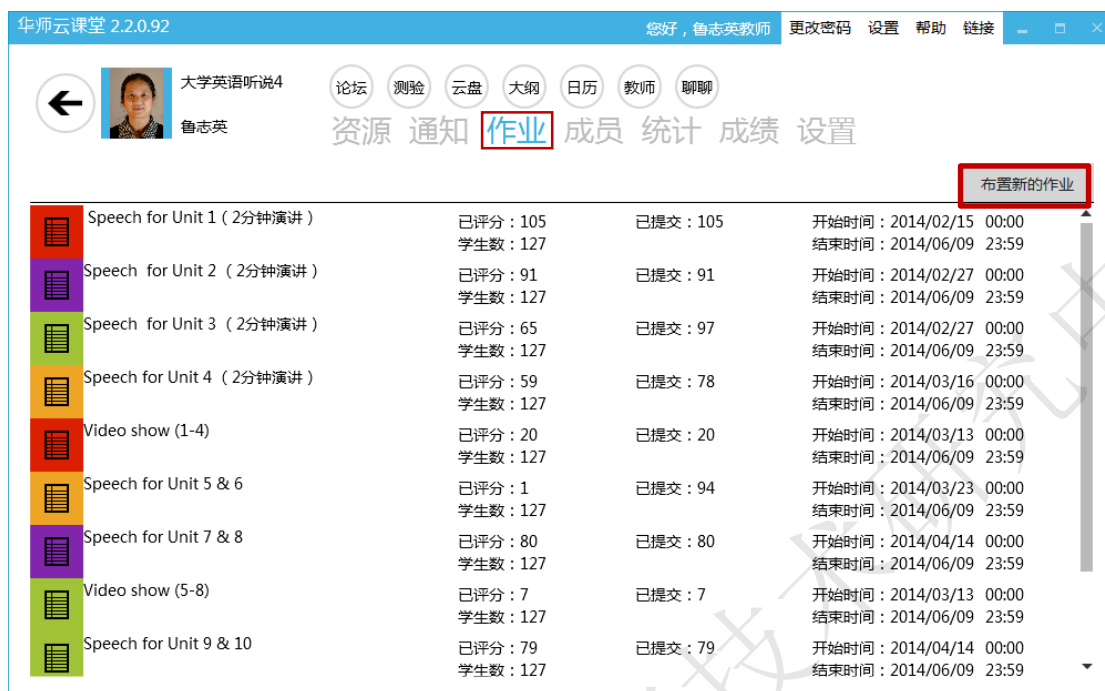 华师云课堂 2.2.0.92 您好，鲁志英教师 更改密码 设置 帮助 链接
大学英语听说4 论坛 测验 云盘 大纲 日历 教师 聊聊
鲁志英 资源 通知 作业 成员 统计 成绩 设置
布置新的作业
Speech for Unit 1 ( 2分钟演讲 ) 已评分：105 已提交：105 开始时间：2014/02/15 00:00
学生数：127 结束时间：2014/06/09 23:59
Speech for Unit 2 ( 2分钟演讲 ) 已评分：91 已提交：91 开始时间：2014/02/27 00:00
学生数：127 结束时间：2014/06/09 23:59
Speech for Unit 3 ( 2分钟演讲 ) 已评分：65 已提交：97 开始时间：2014/02/27 00:00
学生数：127 结束时间：2014/06/09 23:59
Speech for Unit 4 ( 2分钟演讲 ) 已评分：59 已提交：78 开始时间：2014/03/16 00:00
学生数：127 结束时间：2014/06/09 23:59
Video show (1-4) 已评分：20 已提交：20 开始时间：2014/03/13 00:00
学生数：127 结束时间：2014/06/09 23:59
Speech for Unit 5 & 6 已评分：1 已提交：94 开始时间：2014/03/23 00:00
学生数：127 结束时间：2014/06/09 23:59
Speech for Unit 7 & 8 已评分：80 已提交：80 开始时间：2014/04/14 00:00
学生数：127 结束时间：2014/06/09 23:59
Video show (5-8) 已评分：7 已提交：7 开始时间：2014/03/13 00:00
学生数：127 结束时间：2014/06/09 23:59
Speech for Unit 9 & 10 已评分：79 已提交：79 开始时间：2014/04/14 00:00
学生数：127 结束时间：2014/06/09 23:59
技术研究